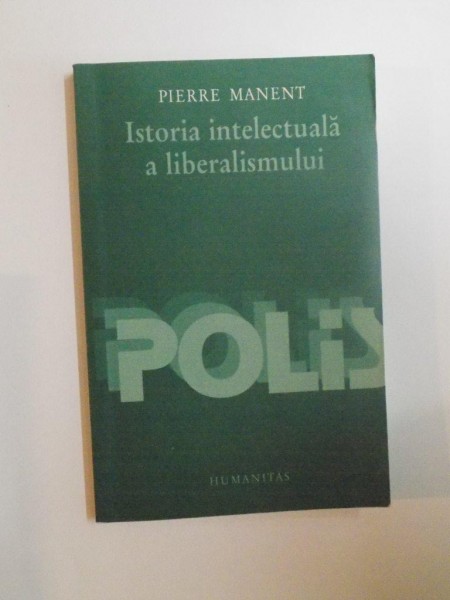 PIERRE MANENT
Istoria intelectuală
a liberalismului
POLiS
HUMANITAS